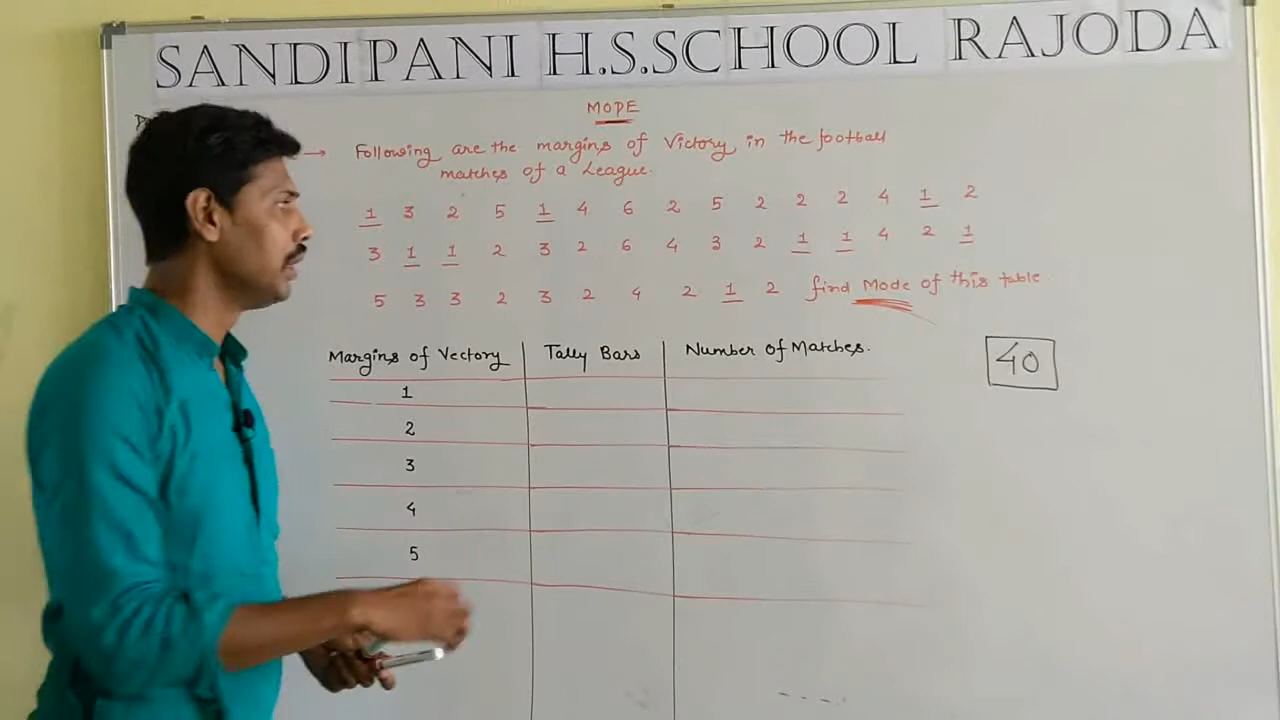 SANDIPANI H.S.SCHOOL RAJODA
MODE
→ Following are the margins of Victory in the football
matches of a League.
1 3 2 5 1 4 6 2 5 2 2 2 4 1 2
3 1 1 2 3 2 6 4 3 2 1 1 4 2 1
5 3 3 2 3 2 4 2 1 2 find Mode of this table.
Margins of Vectory Tally Bars Number of Matches.
40
1
2
3
4
5